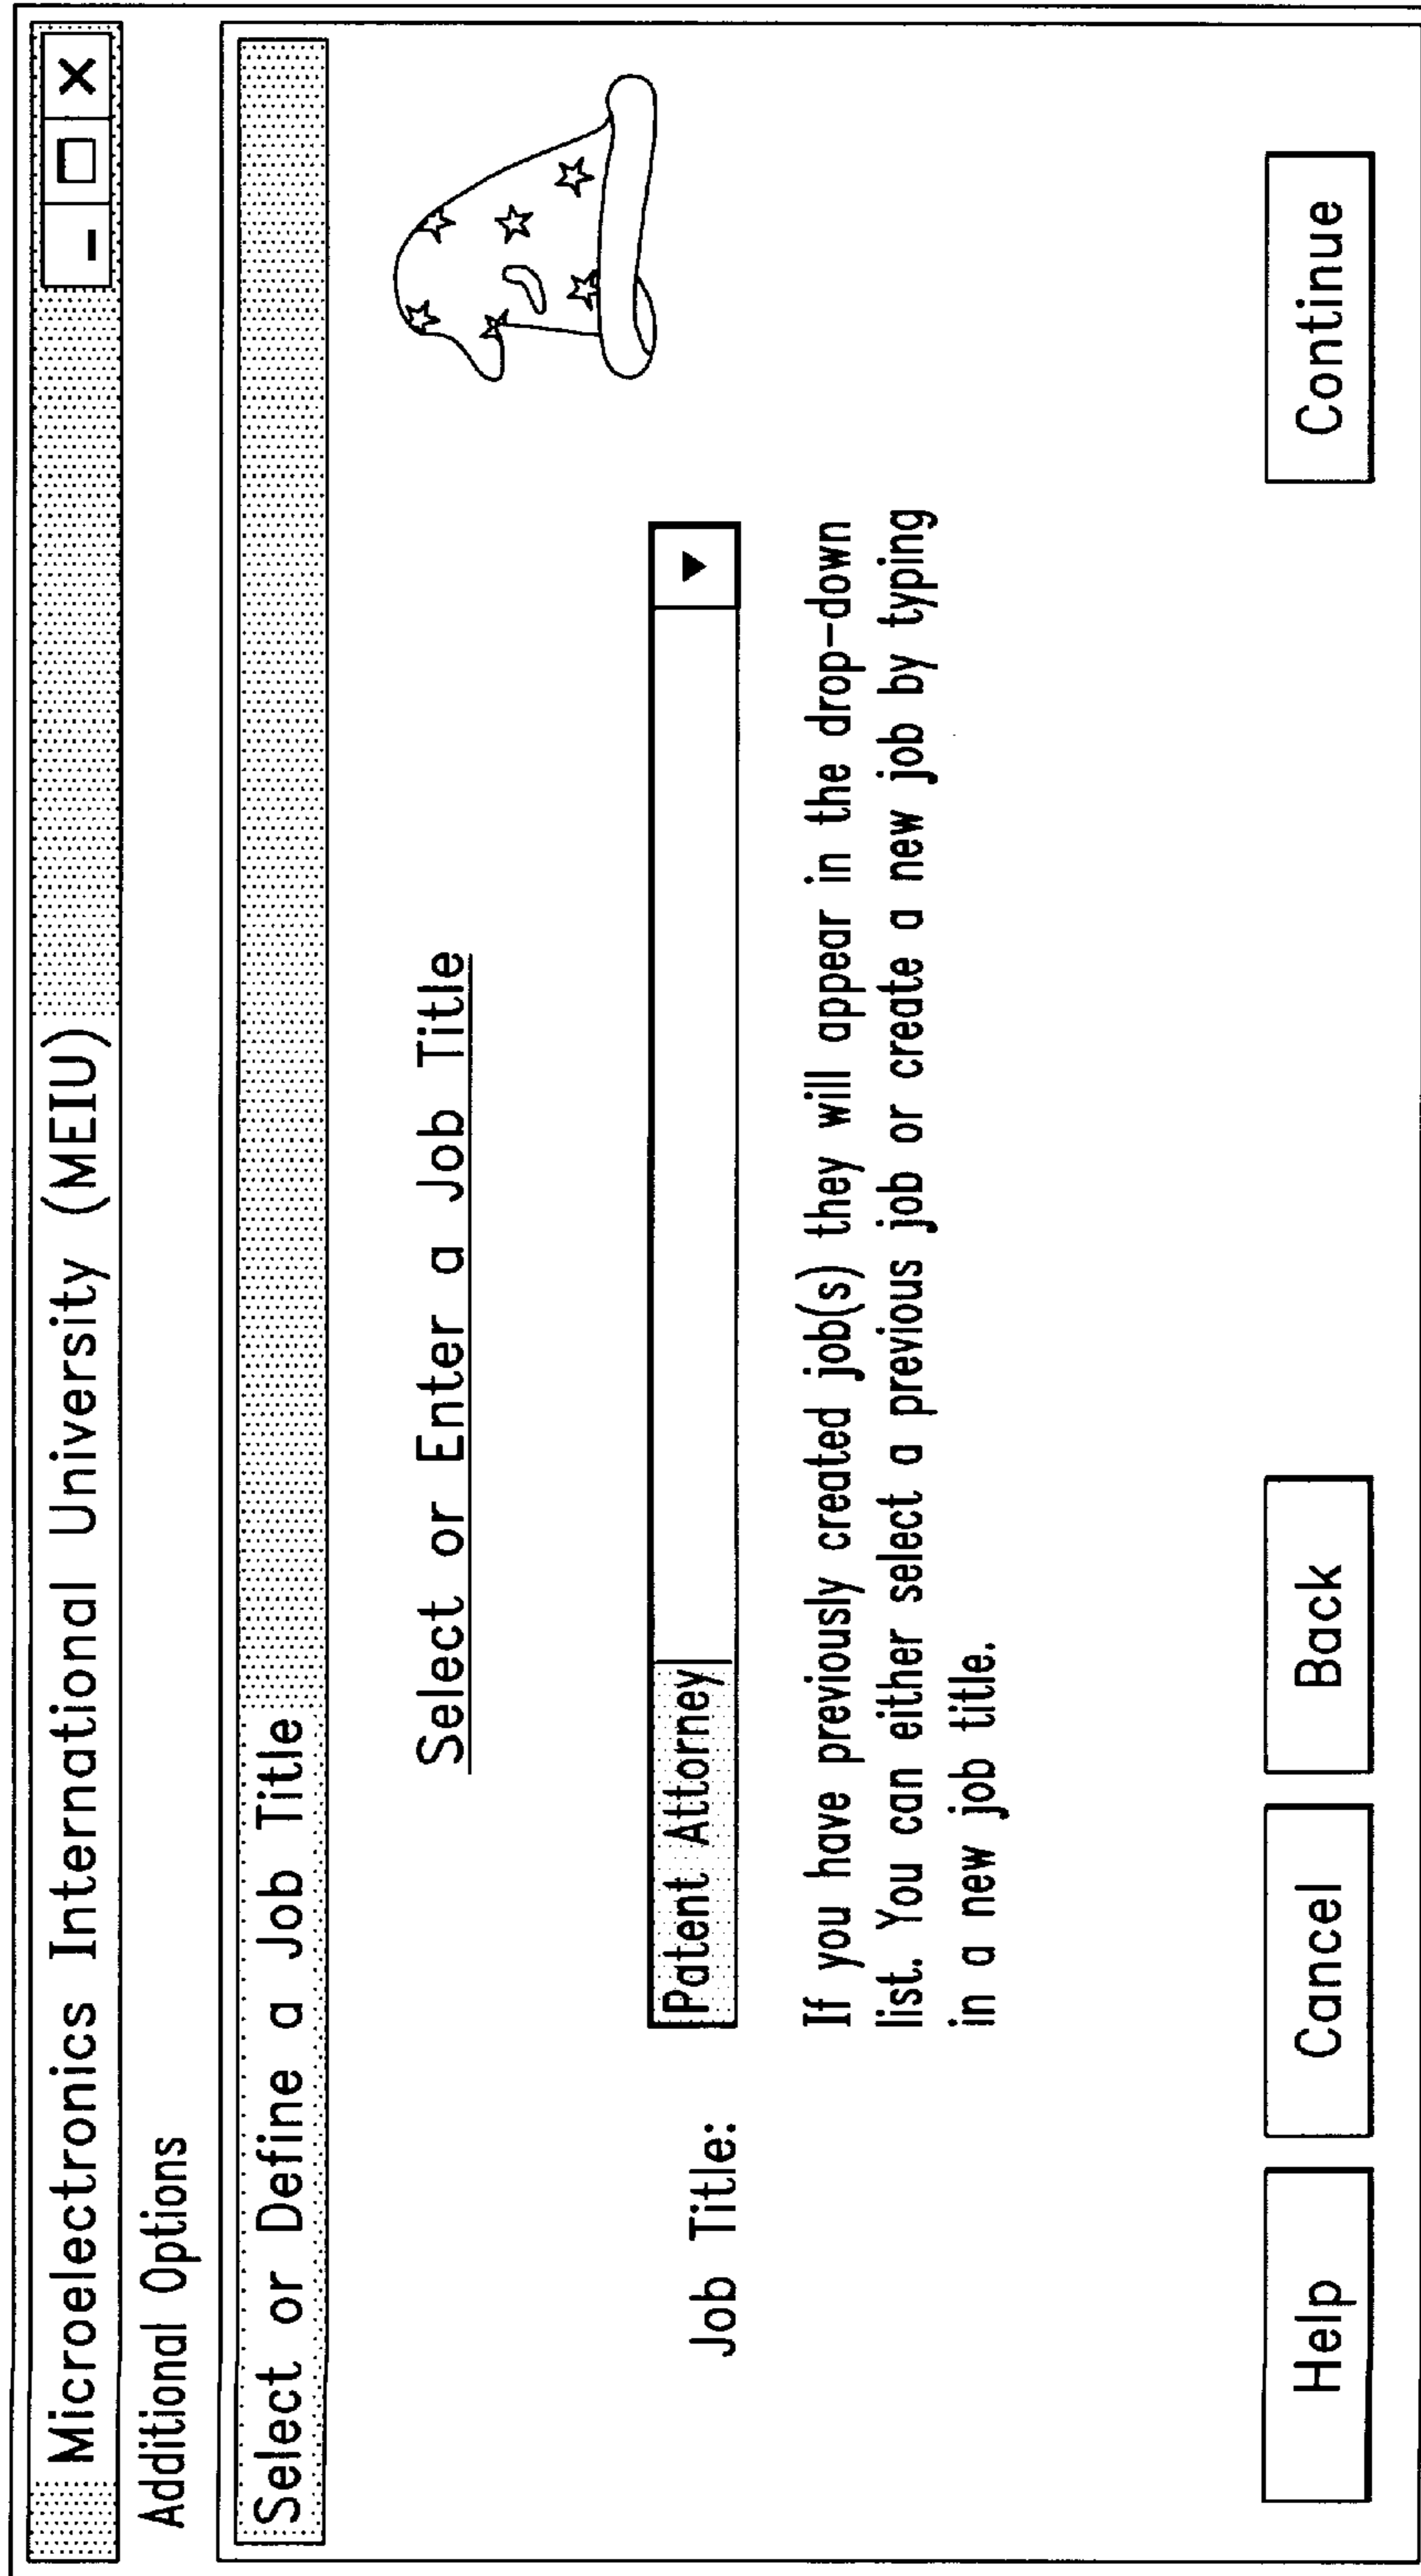 Microelectronics International University (MEIU)
Additional Options
Select or Define a Job Title
Select or Enter a Job Title
Job Title: Patent Attorney
If you have previously created job(s) they will appear in the drop-down
list. You can either select a previous job or create a new job by typing
in a new job title.
Help Cancel Back Continue